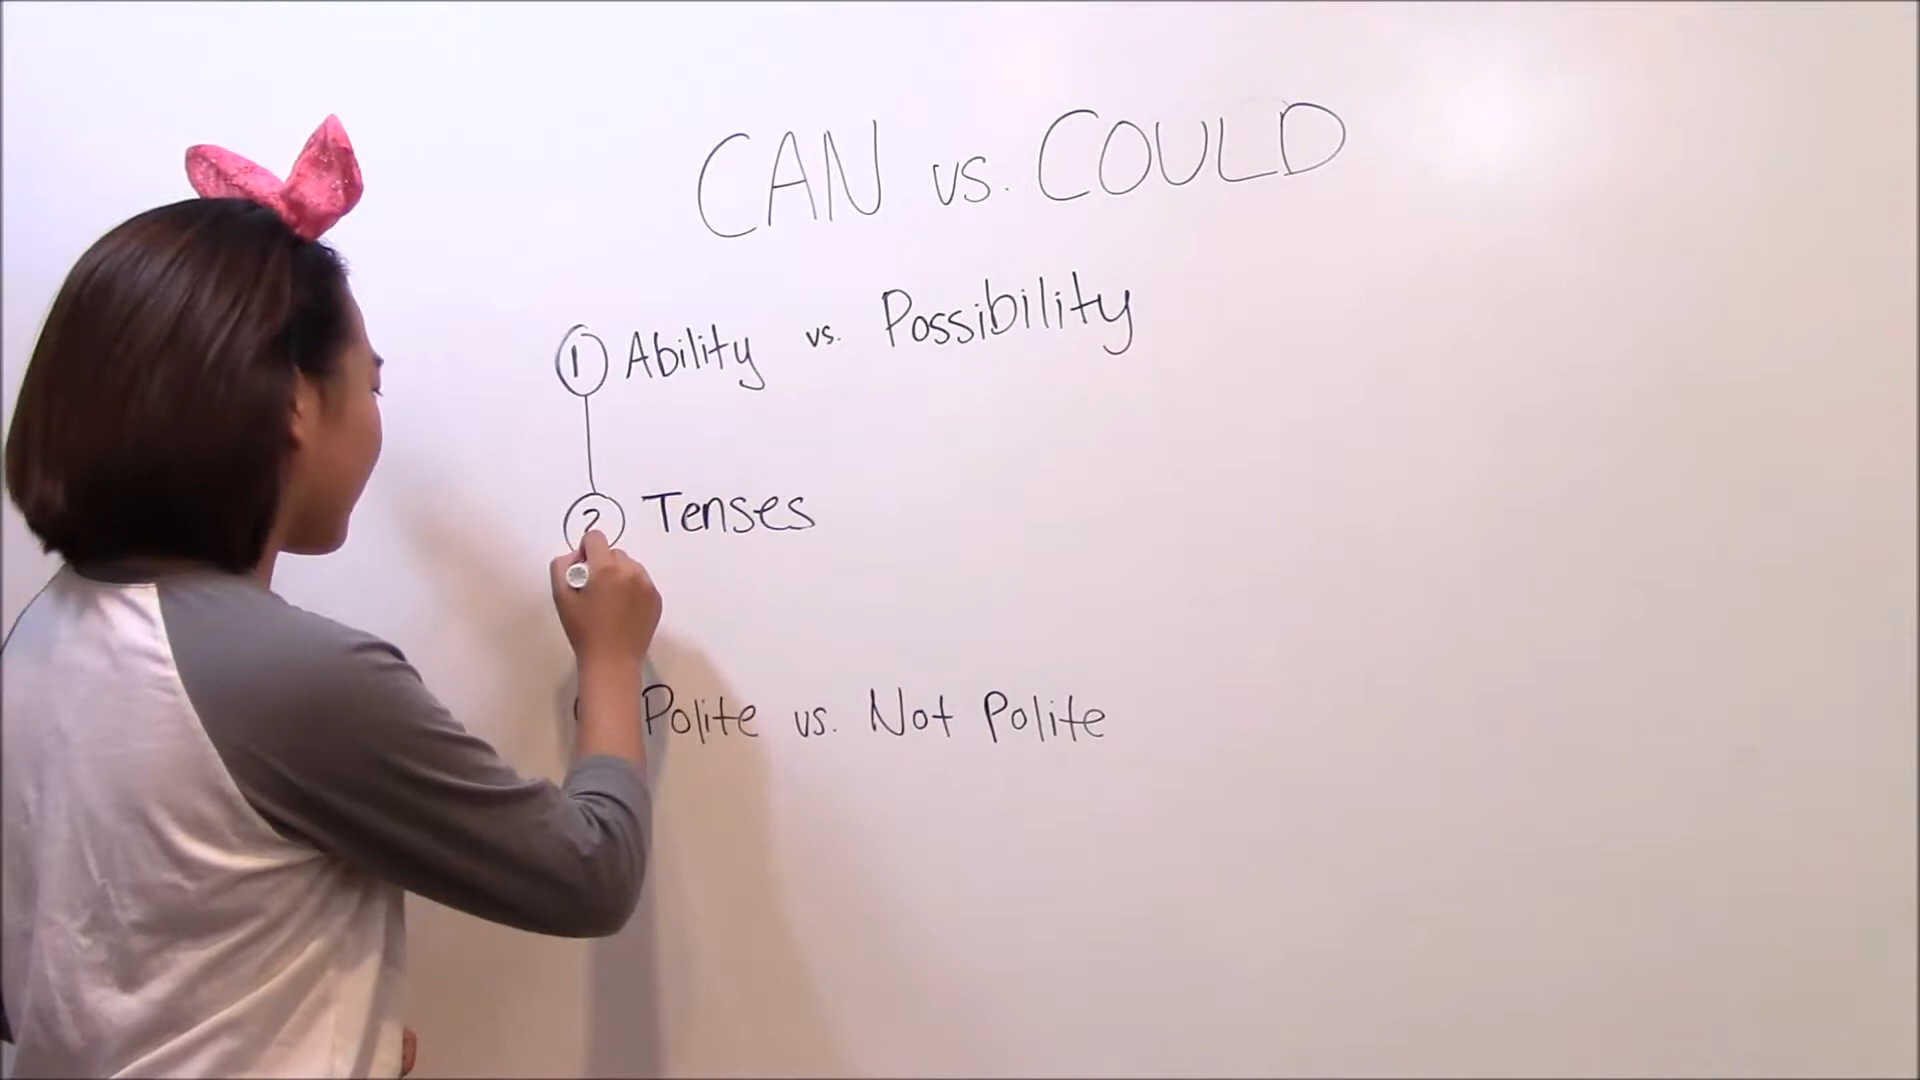 CAN vs. COULD
1 Ability vs. Possibility
2 Tenses
Polite vs. Not Polite